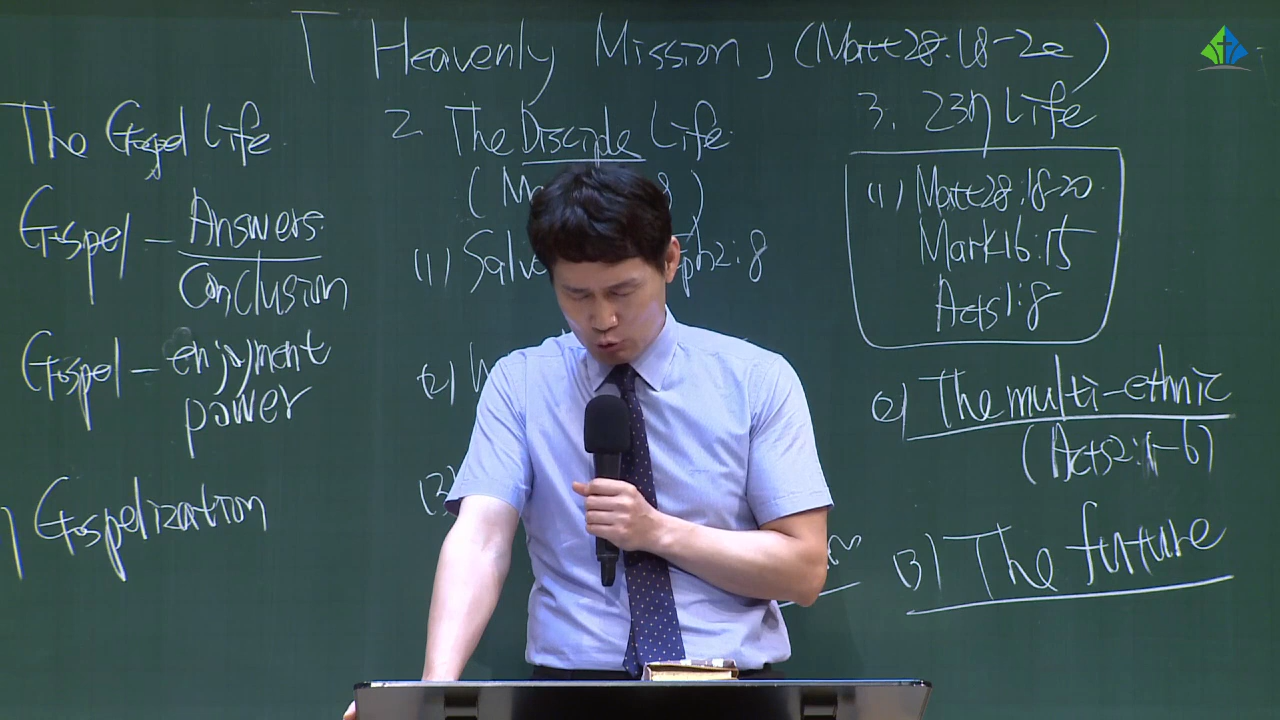 Heavenly Mission; (Matt28:18-20)
The Gospel Life
Gospel - Answers.
Conclusion
Gospel - enjoyment
power
) Gospelization
2. The Disciple Life.
(1)
(2)
(3)
3. 237 Life
(1) Matt28:18-20.
Mark16:15
Acts1:8
(2) The multi-ethnic
(3) The future